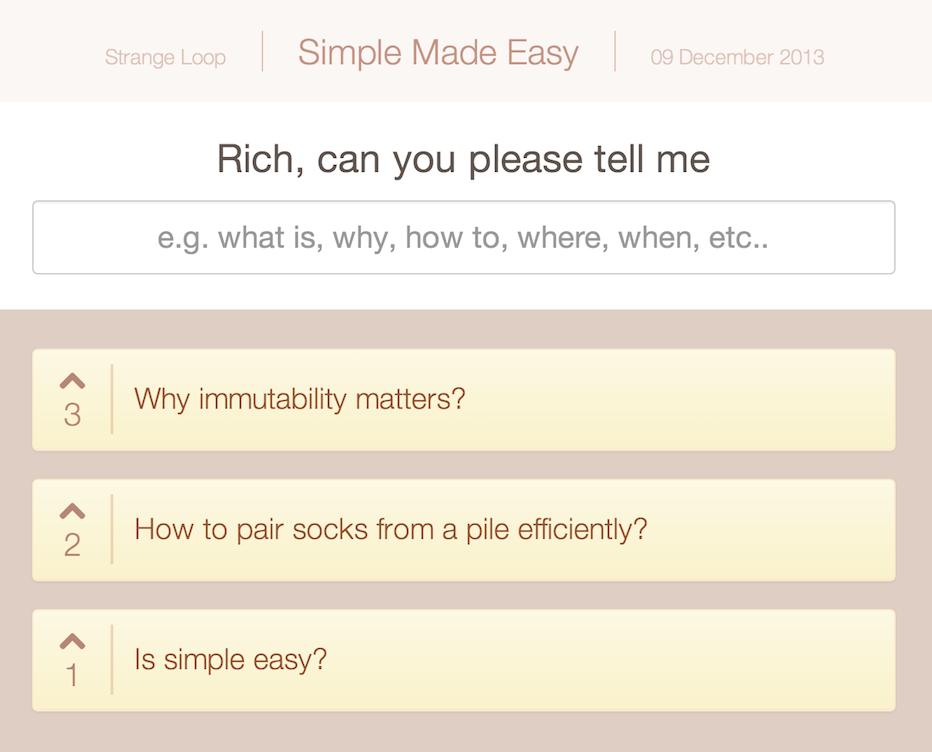 Strange Loop | Simple Made Easy | 09 December 2013
Rich, can you please tell me
e.g. what is, why, how to, where, when, etc..
3 Why immutability matters?
2 How to pair socks from a pile efficiently?
1 Is simple easy?